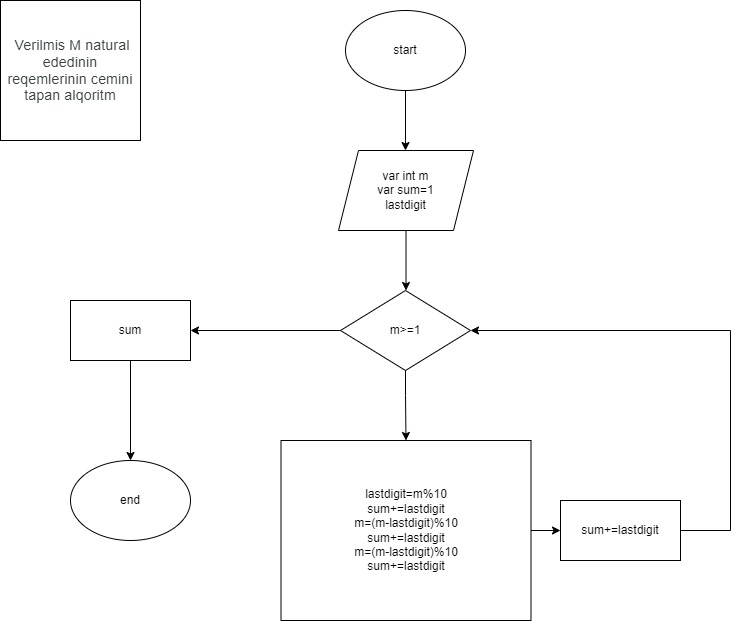 Verilmis M natural
ededinin
reqemlerinin cemini
tapan alqoritm
start
var int m
var sum=1
lastdigit
m>=1
sum
end
lastdigit=m%10
sum+=lastdigit
m=(m-lastdigit)%10
sum+=lastdigit
m=(m-lastdigit)%10
sum+=lastdigit
sum+=lastdigit